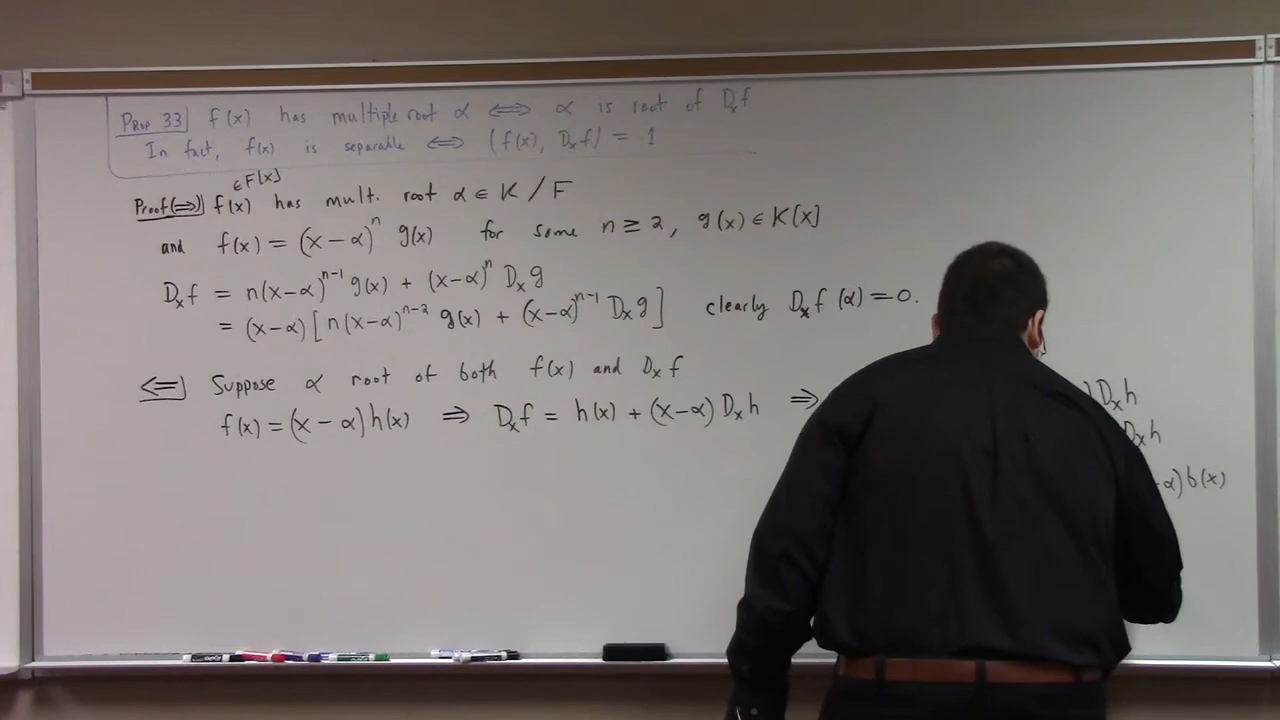 PROP 33 f(x) has multiple root α ⟺ α is root of Dₓf
In fact, f(x) is separable ⟺ (f(x), Dₓf) = 1
∈ F[x]
Proof (⇒) f(x) has mult. root α ∈ K / F
and f(x) = (x − α)ⁿ g(x) for some n ≥ 2, g(x) ∈ K[x]
Dₓf = n(x−α)ⁿ⁻¹ g(x) + (x−α)ⁿ Dₓg
= (x−α) [n(x−α)ⁿ⁻² g(x) + (x−α)ⁿ⁻¹ Dₓg] clearly Dₓf (α) = 0.
⇐ Suppose α root of both f(x) and Dₓf
f(x) = (x − α) h(x) ⇒ Dₓf = h(x) + (x−α) Dₓh ⇒ ) Dₓh
Dₓh
α) b(x)